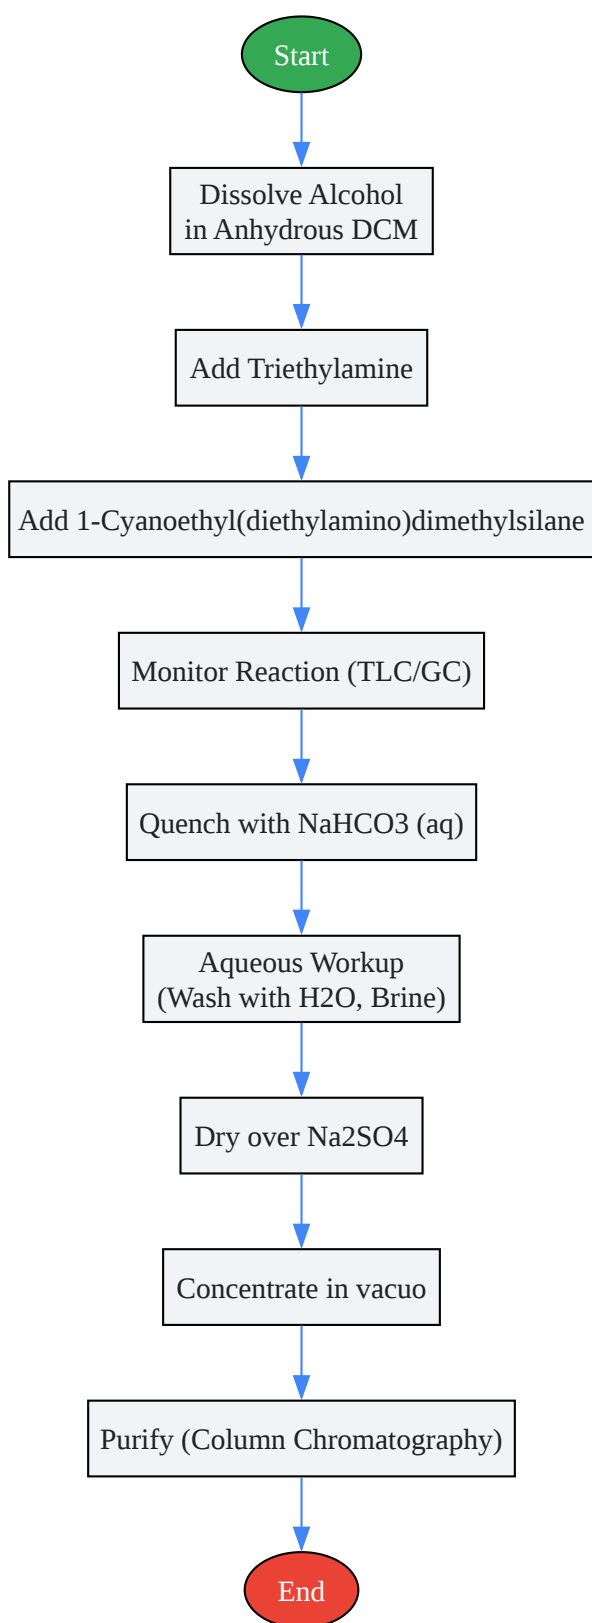 Start
Dissolve Alcohol
in Anhydrous DCM
Add Triethylamine
Add 1-Cyanoethyl(diethylamino)dimethylsilane
Monitor Reaction (TLC/GC)
Quench with NaHCO3 (aq)
Aqueous Workup
(Wash with H2O, Brine)
Dry over Na2SO4
Concentrate in vacuo
Purify (Column Chromatography)
End